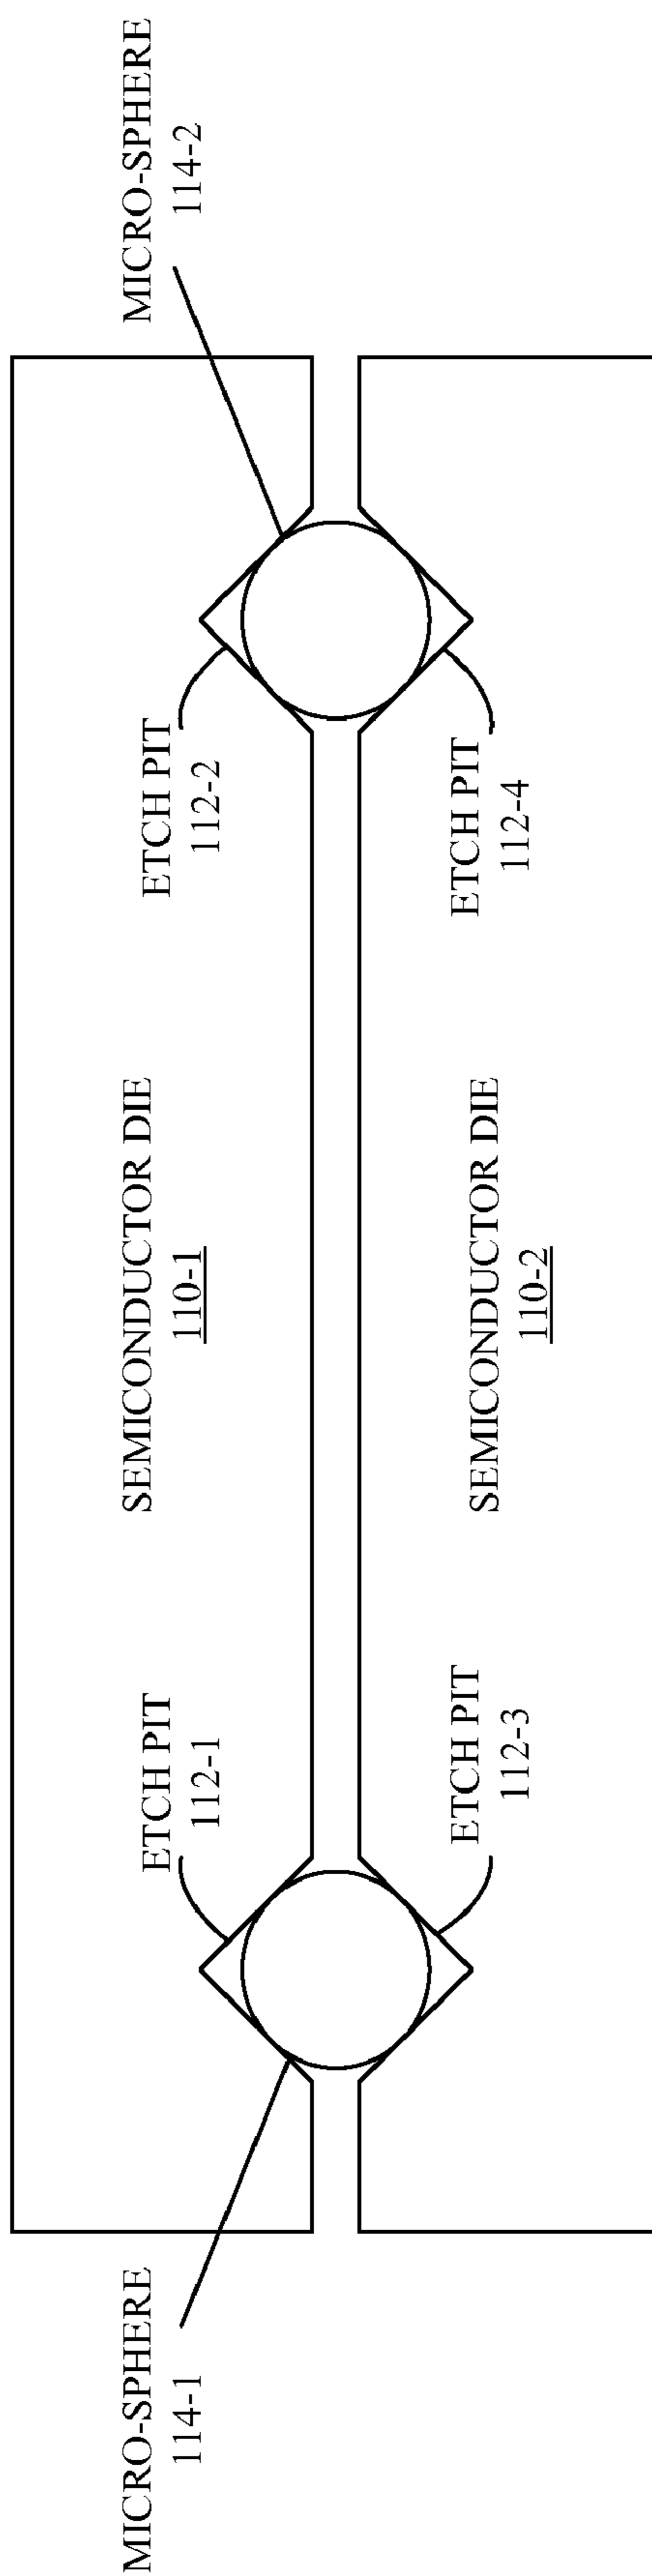 MICRO-SPHERE
114-1
ETCH PIT
112-1
SEMICONDUCTOR DIE
110-1
ETCH PIT
112-2
MICRO-SPHERE
114-2
ETCH PIT
112-3
SEMICONDUCTOR DIE
110-2
ETCH PIT
112-4